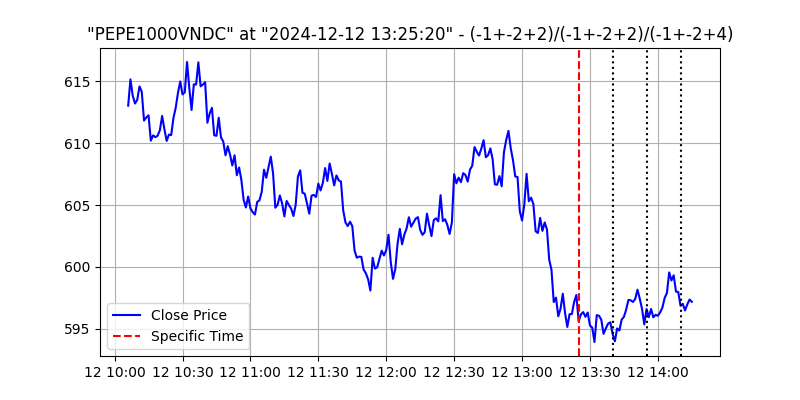 "PEPE1000VNDC" at "2024-12-12 13:25:20" - (-1+-2+2)/(-1+-2+2)/(-1+-2+4)
615
610
605
600
595
Close Price
Specific Time
12 10:00 12 10:30 12 11:00 12 11:30 12 12:00 12 12:30 12 13:00 12 13:30 12 14:00